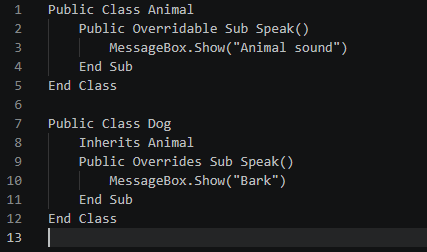 1 Public Class Animal
2     Public Overridable Sub Speak()
3         MessageBox.Show("Animal sound")
4     End Sub
5 End Class
6
7 Public Class Dog
8     Inherits Animal
9     Public Overrides Sub Speak()
10         MessageBox.Show("Bark")
11     End Sub
12 End Class
13